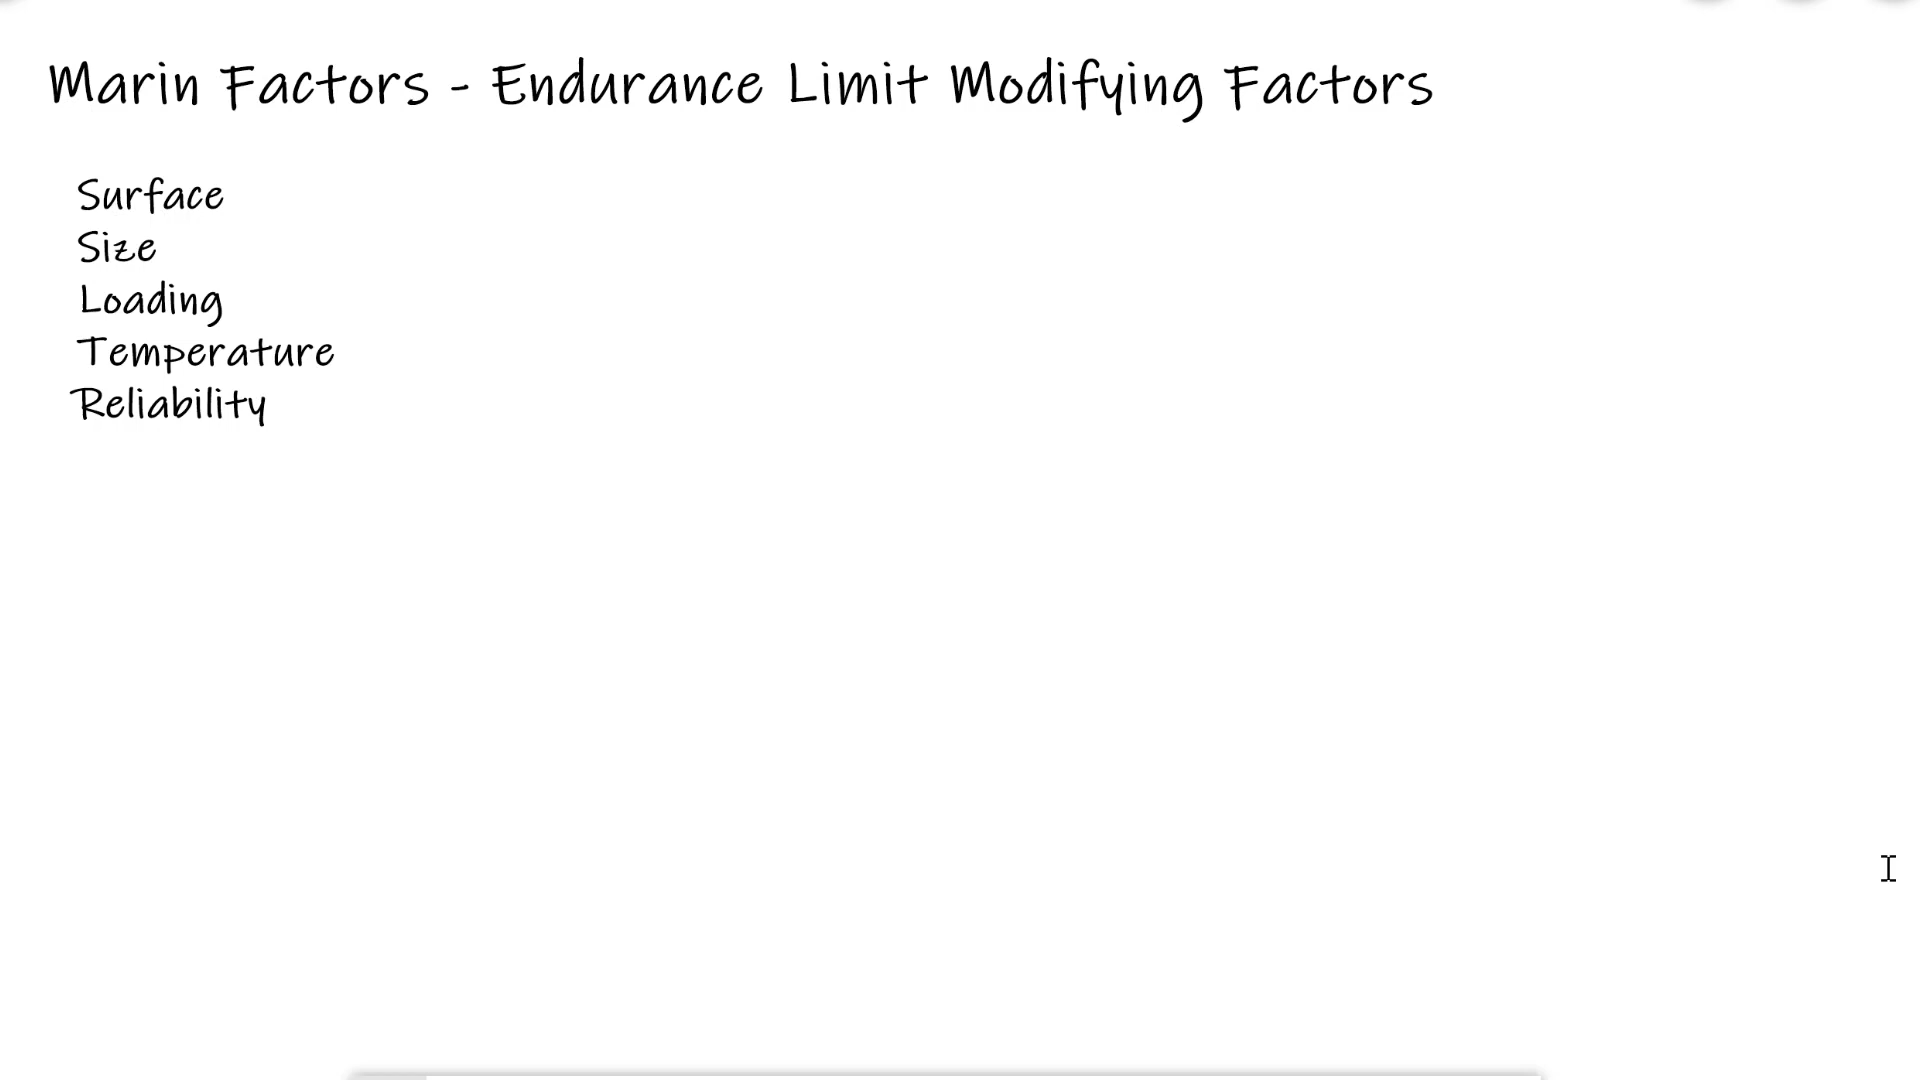 Marin Factors - Endurance Limit Modifying Factors
Surface
Size
Loading
Temperature
Reliability